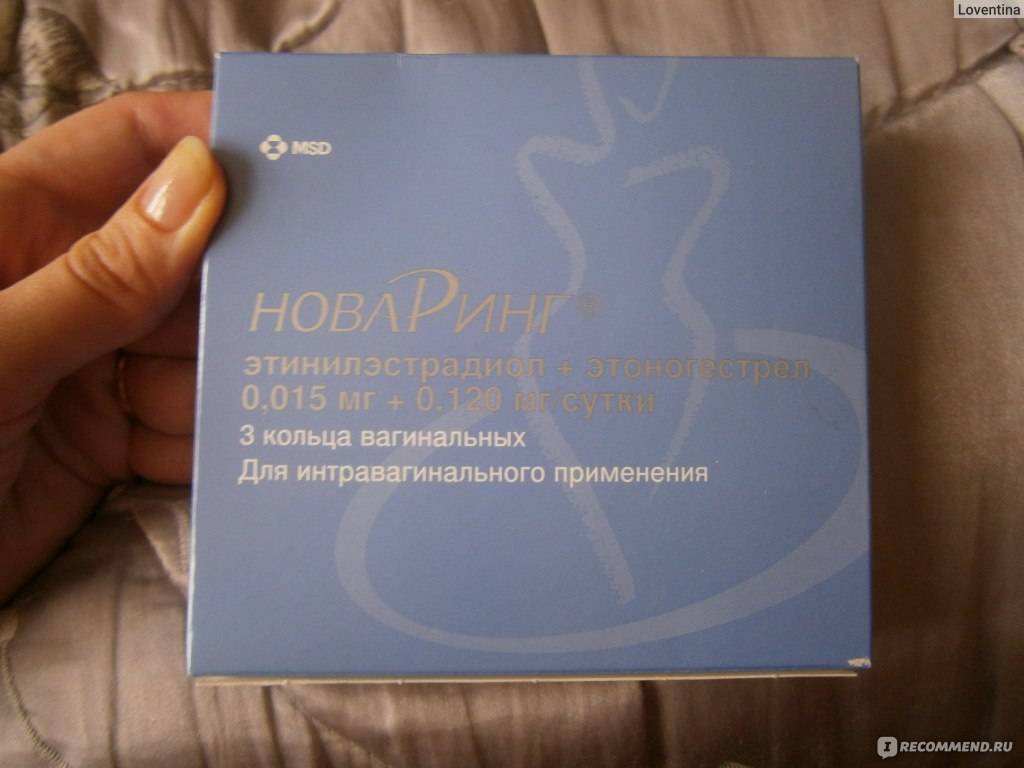 Loventina
MSD
НОВАРИНГ®
этинилэстрадиол + этоногестрел
0,015 мг + 0.120 мг сутки
3 кольца вагинальных
Для интравагинального применения
IRECOMMEND.RU